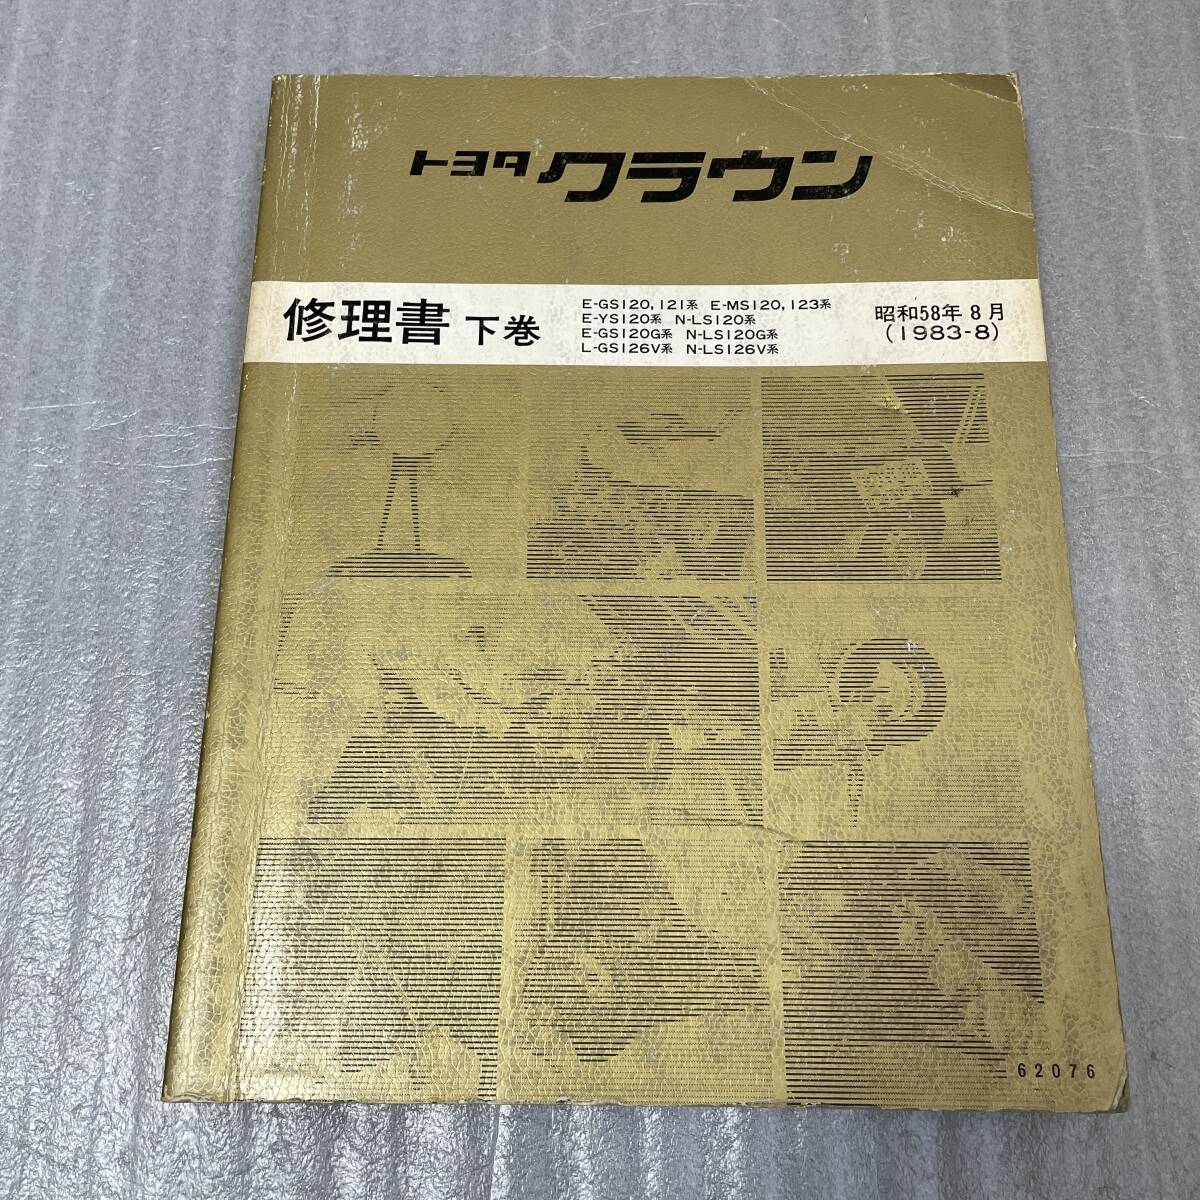 トヨタ クラウン
修理書 下巻
E-GS120, 121系 E-MS120, 123系
E-YS120系 N-LS120系
E-GS120G系 N-LS120G系
L-GS126V系 N-LS126V系
昭和58年8月
(1983-8)
62076